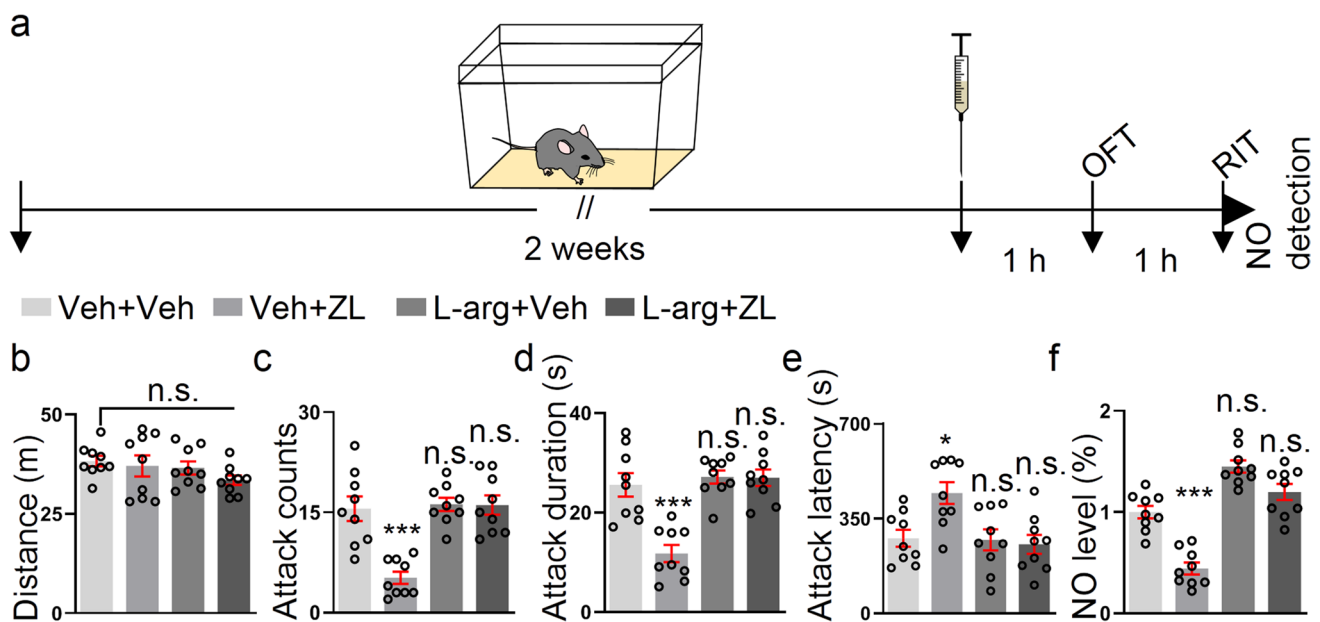 a
OFT
RIT
NO
detection
//
2 weeks
1 h
1 h
Veh+Veh
Veh+ZL
L-arg+Veh
L-arg+ZL
b
Distance (m)
50
25
0
n.s.
c
Attack counts
30
15
0
***
n.s.
n.s.
d
Attack duration (s)
40
20
0
***
n.s.
n.s.
e
Attack latency (s)
700
350
0
*
n.s.
n.s.
f
NO level (%)
2
1
0
***
n.s.
n.s.